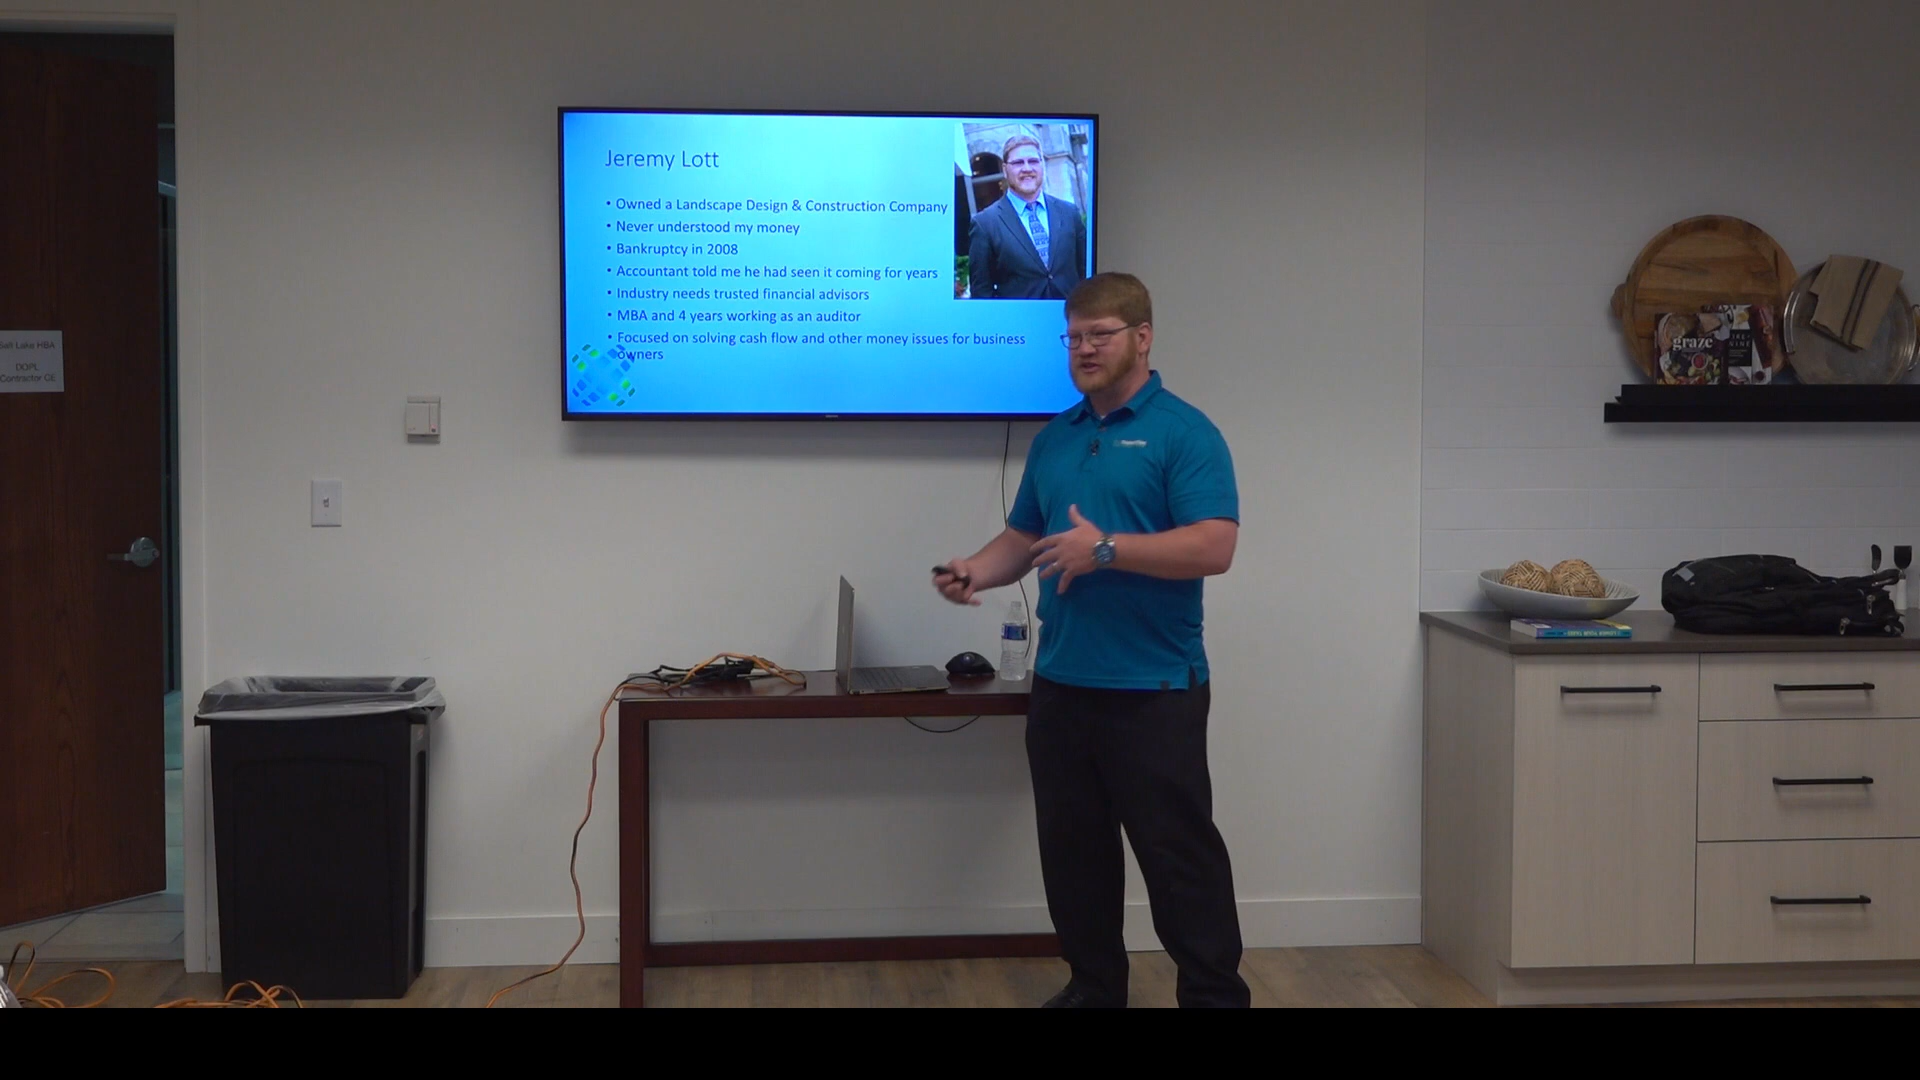 Jeremy Lott
• Owned a Landscape Design & Construction Company
• Never understood my money
• Bankruptcy in 2008
• Accountant told me he had seen it coming for years
• Industry needs trusted financial advisors
• MBA and 4 years working as an auditor
• Focused on solving cash flow and other money issues for business
owners
Salt Lake HBA
DOPL
Contractor CE
graze